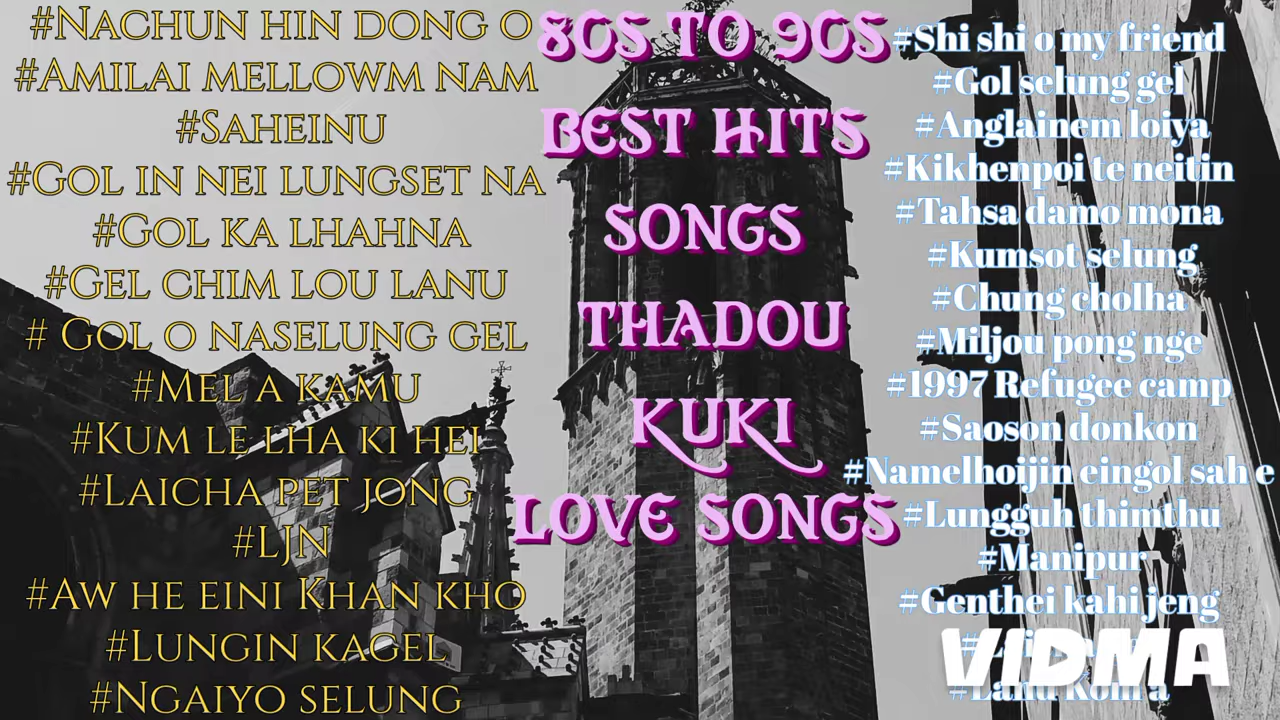 #Nachun hin dong o
#Amilai mellowm nam
#Saheinu
#Gol in nei lungset na
#Gol ka lhahna
#Gel chim lou lanu
# Gol o naselung gel
#Mel a kamu
#Kum le lha ki hei
#Laicha pet jong
#LJN
#Aw he eini Khan kho
#Lungin kagel
#Ngaiyo selung
80S TO 90S
BEST HITS
SONGS
THADOU
KUKI
LOVE SONGS
#Shi shi o my friend
#Gol selung gel
#Anglainem loiya
#Kikhenpoi te neitin
#Tahsa damo mona
#Kumsot selung
#Chung cholha
#Miljou pong nge
#1997 Refugee camp
#Saoson donkon
#Namelhoijin eingol sah e
#Lungguh thimthu
#Manipur
#Genthei kahi jeng
VIDMA